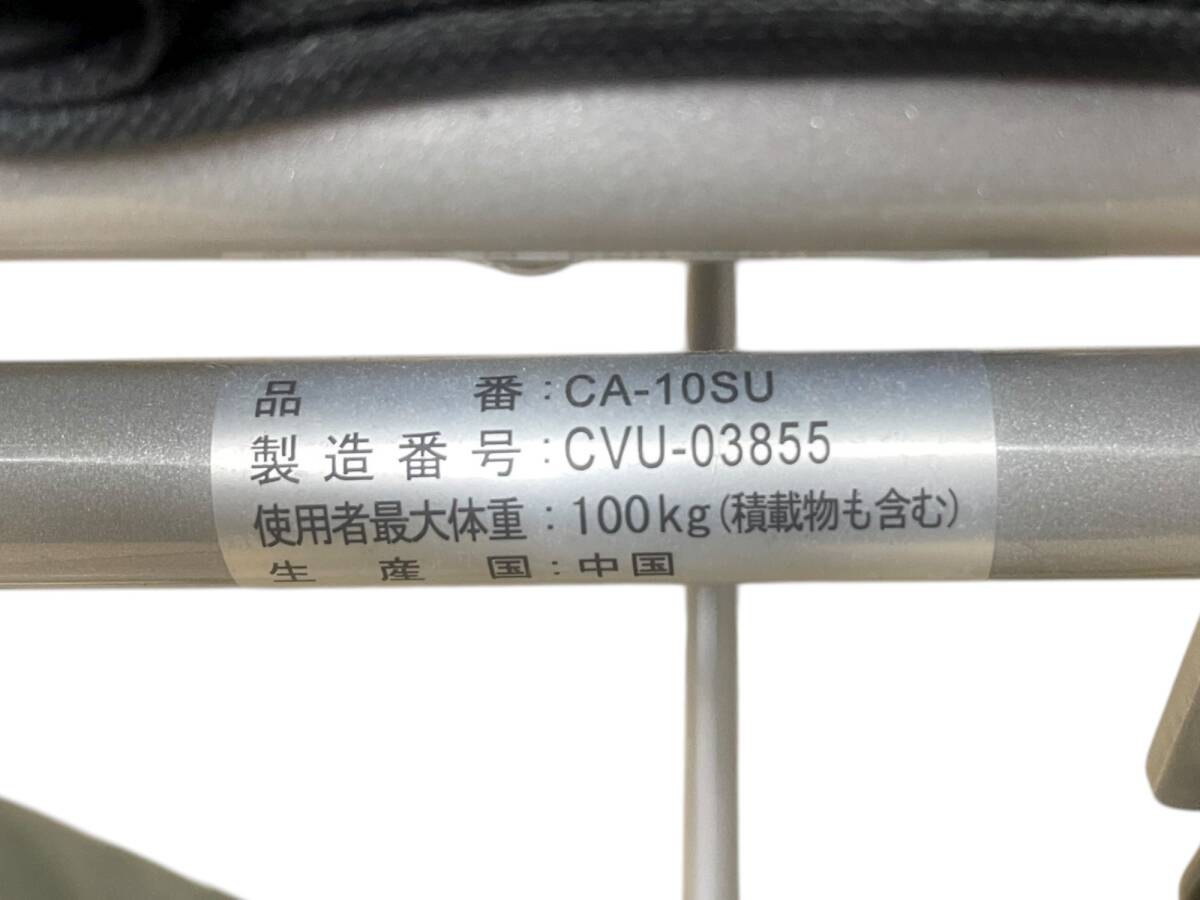 品番：CA-10SU
製造番号：CVU-03855
使用者最大体重：100kg（積載物も含む）
生産国：中国